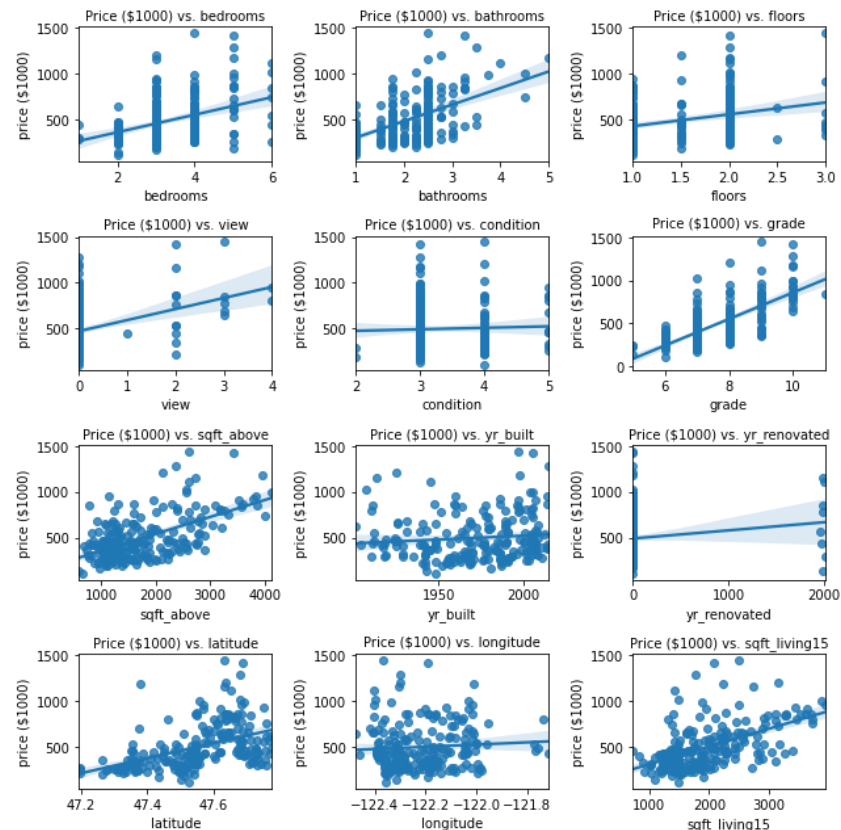 Price ($1000) vs. bedrooms
Price ($1000) vs. bathrooms
Price ($1000) vs. floors
price ($1000)
1500
1000
500
2
4
6
bedrooms
price ($1000)
1500
1000
500
1
2
3
4
5
bathrooms
price ($1000)
1500
1000
500
1.0
1.5
2.0
2.5
3.0
floors
Price ($1000) vs. view
Price ($1000) vs. condition
Price ($1000) vs. grade
price ($1000)
1500
1000
500
0
1
2
3
4
view
price ($1000)
1500
1000
500
2
3
4
5
condition
price ($1000)
1500
1000
500
0
6
8
10
grade
Price ($1000) vs. sqft_above
Price ($1000) vs. yr_built
Price ($1000) vs. yr_renovated
price ($1000)
1500
1000
500
1000
2000
3000
4000
sqft_above
price ($1000)
1500
1000
500
1950
2000
yr_built
price ($1000)
1500
1000
500
0
1000
2000
yr_renovated
Price ($1000) vs. latitude
Price ($1000) vs. longitude
Price ($1000) vs. sqft_living15
price ($1000)
1500
1000
500
47.2
47.4
47.6
latitude
price ($1000)
1500
1000
500
−122.4
−122.2
−122.0
−121.8
longitude
price ($1000)
1500
1000
500
1000
2000
3000
sqft_living15